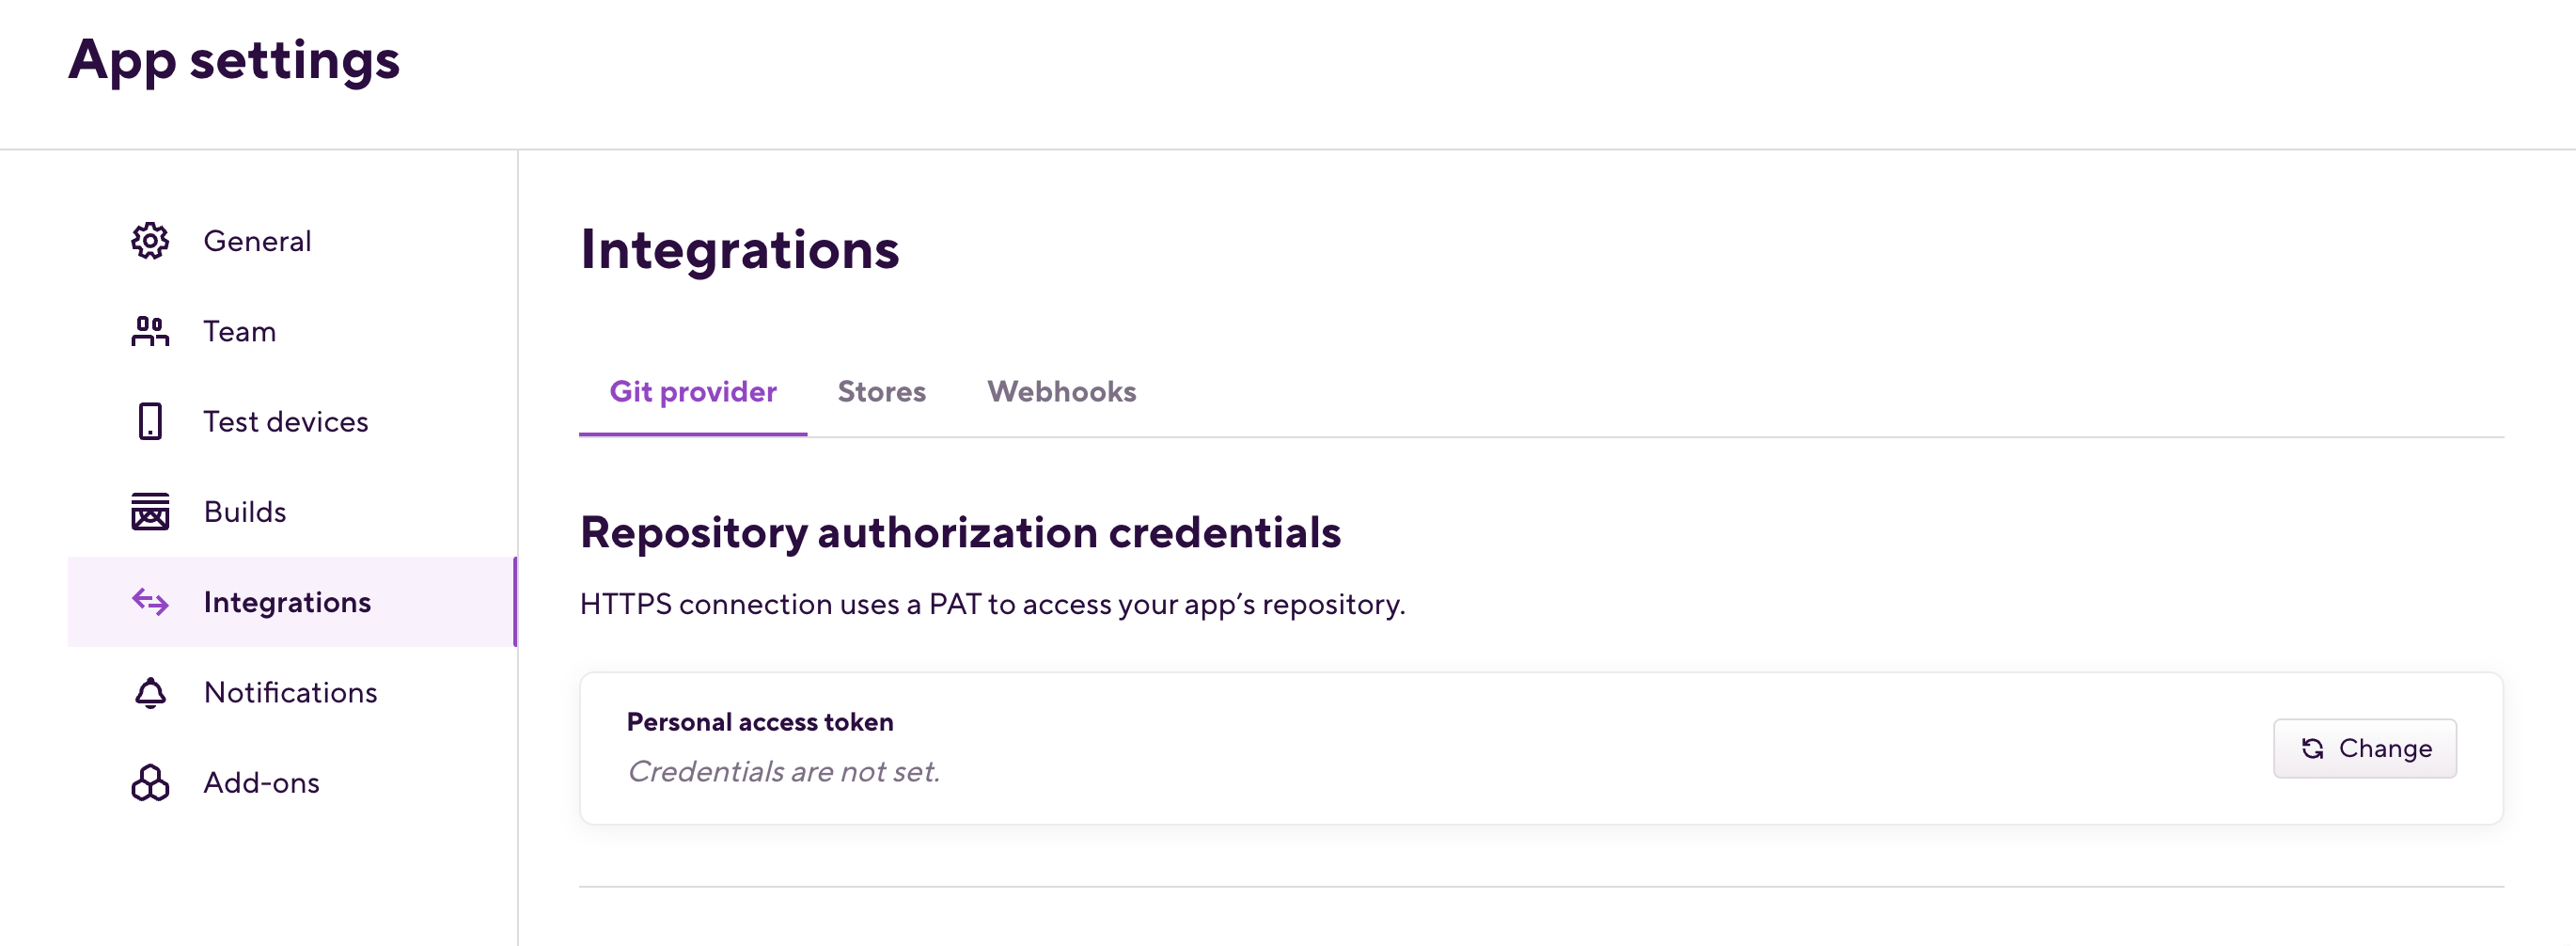 App settings
General
Team
Test devices
Builds
Integrations
Notifications
Add-ons
Integrations
Git provider
Stores
Webhooks
Repository authorization credentials
HTTPS connection uses a PAT to access your app’s repository.
Personal access token
Credentials are not set.
Change